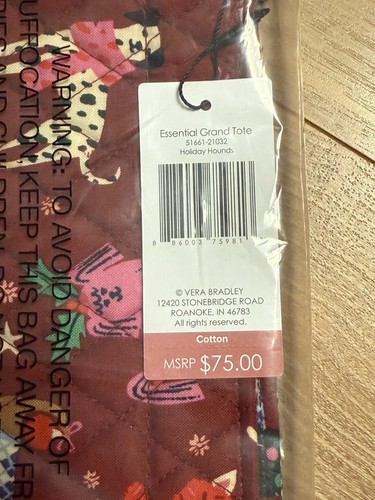 Essential Grand Tote
51661-21032
Holiday Hounds
8 86003 75981
© VERA BRADLEY
12420 STONEBRIDGE ROAD
ROANOKE, IN 46783
All rights reserved.
Cotton
MSRP $75.00
WARNING: TO AVOID DANGER OF
UFFOCATION, KEEP THIS BAG AWAY FR